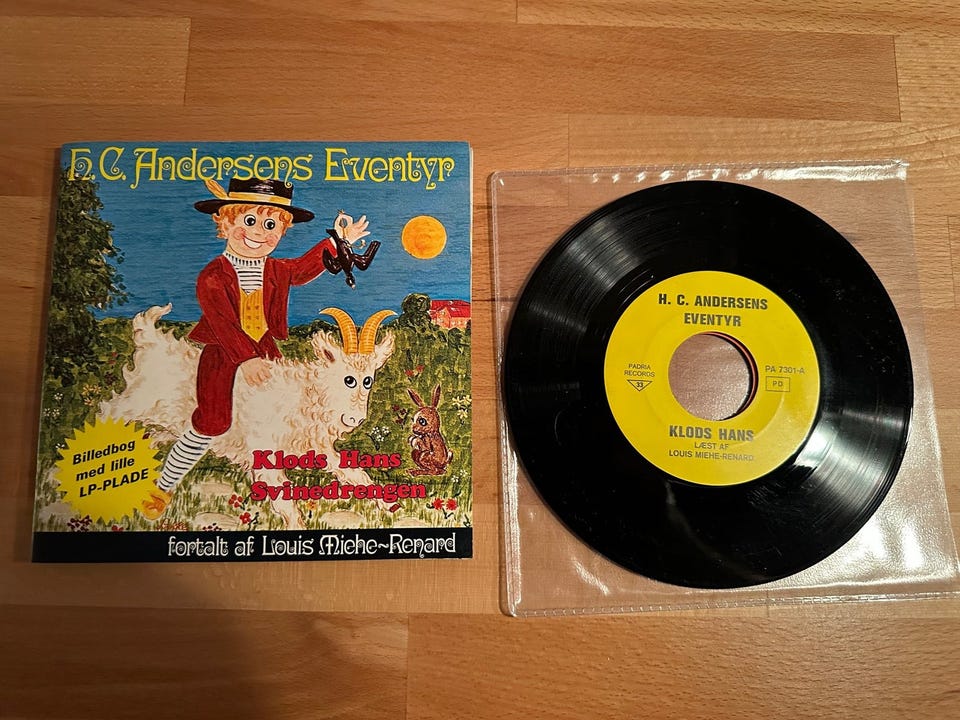 H.C. Andersens Eventyr
Billedbog
med lille
LP-PLADE
Klods Hans
Svinedrengen
fortalt af Louis Miehe-Renard
H. C. ANDERSENS
EVENTYR
PADRIA
RECORDS
33
PA 7301-A
PD
KLODS HANS
LÆST AF
LOUIS MIEHE-RENARD